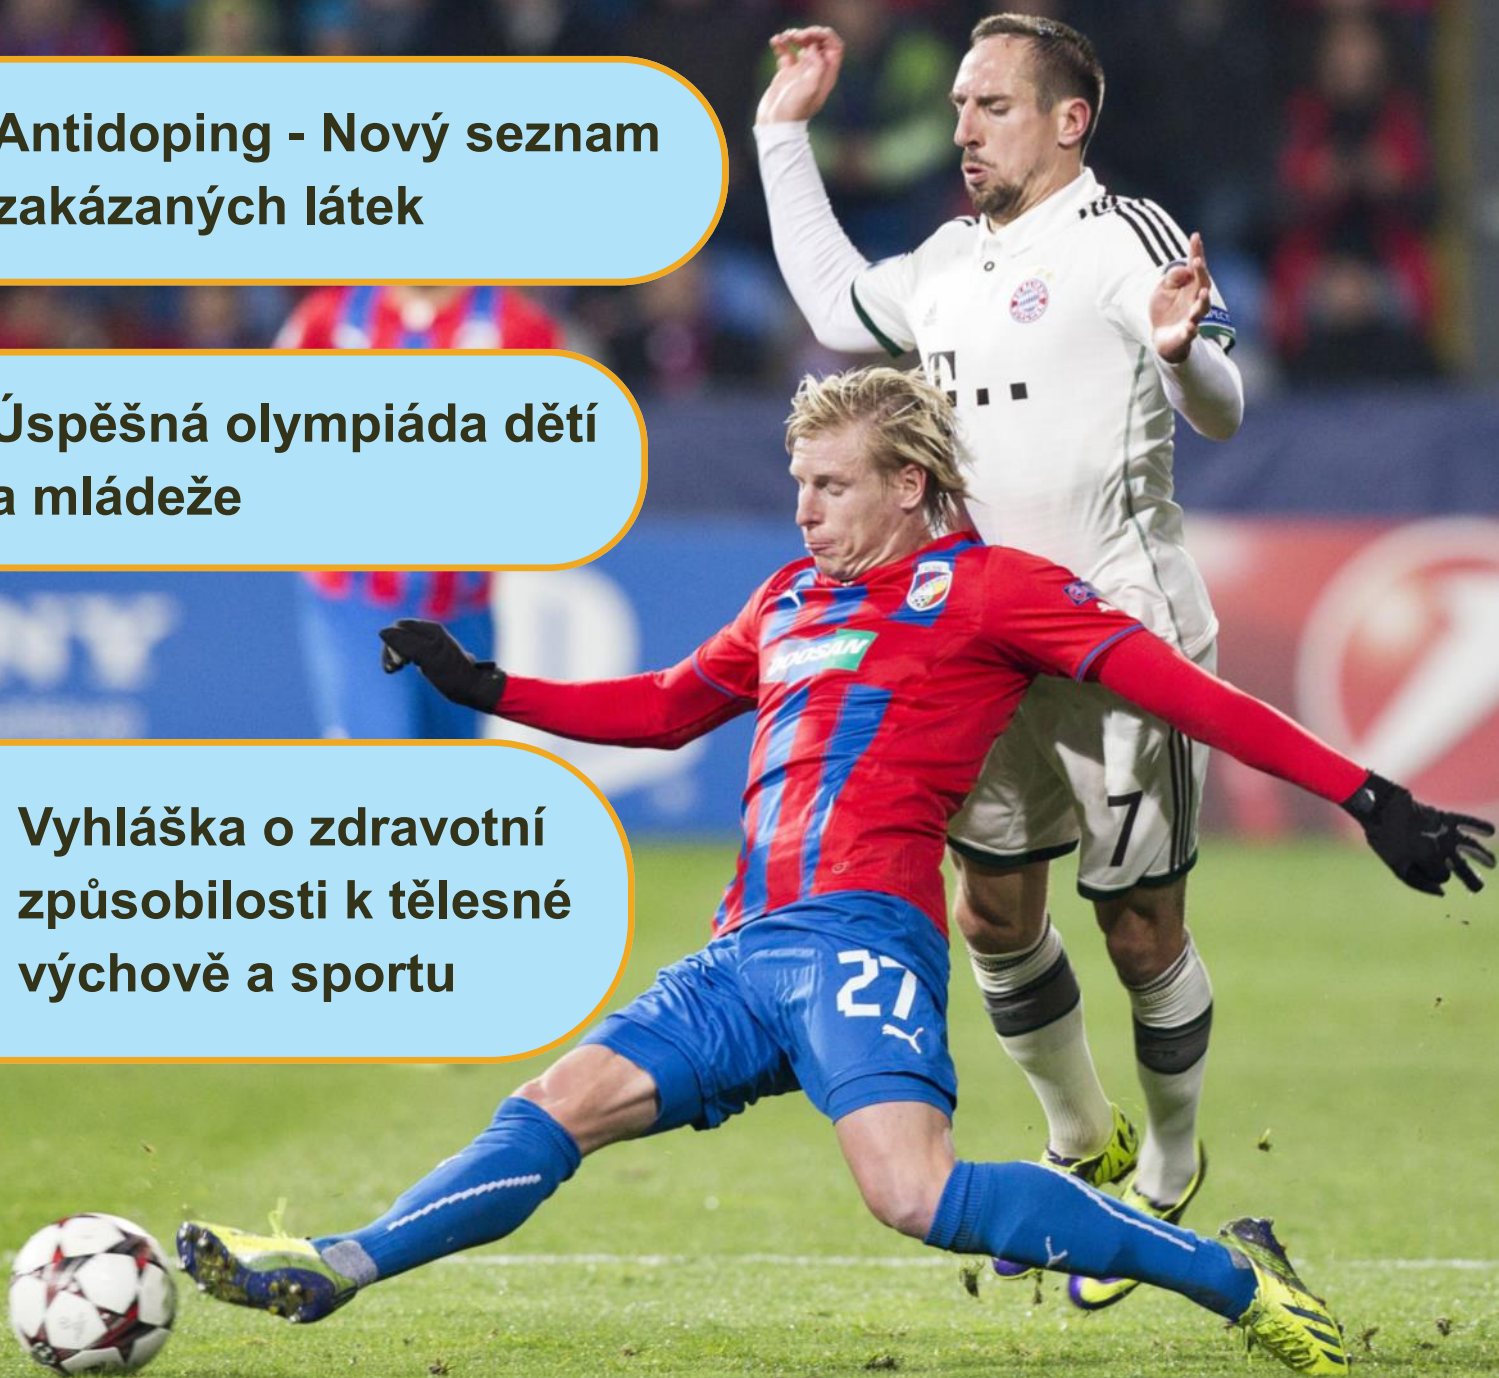 Antidoping - Nový seznam
zakázaných látek
Úspěšná olympiáda dětí
a mládeže
Vyhláška o zdravotní
způsobilosti k tělesné
výchově a sportu
DOOSAN
7
27